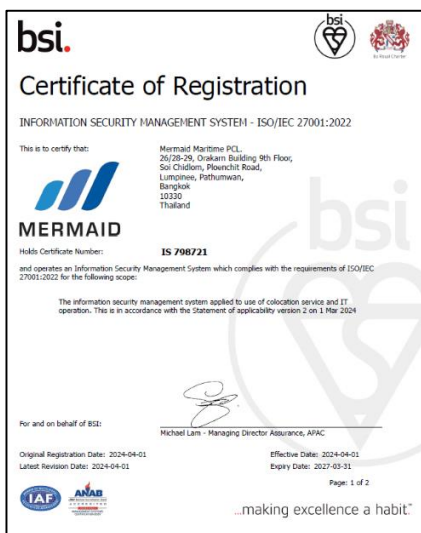 bsi.
By Royal Charter
Certificate of Registration
INFORMATION SECURITY MANAGEMENT SYSTEM - ISO/IEC 27001:2022
This is to certify that:
Mermaid Maritime PCL.
26/28-29, Orakarn Building 9th Floor,
Soi Chidlom, Ploenchit Road,
Lumpinee, Pathumwan,
Bangkok
10330
Thailand
MERMAID
Holds Certificate Number:
IS 798721
and operates an Information Security Management System which complies with the requirements of ISO/IEC
27001:2022 for the following scope:
The information security management system applied to use of colocation service and IT
operation. This is in accordance with the Statement of applicability version 2 on 1 Mar 2024
bsi
For and on behalf of BSI:
Michael Lam - Managing Director Assurance, APAC
Original Registration Date: 2024-04-01
Effective Date: 2024-04-01
Latest Revision Date: 2024-04-01
Expiry Date: 2027-03-31
Page: 1 of 2
IAF
ANAB
...making excellence a habit.™